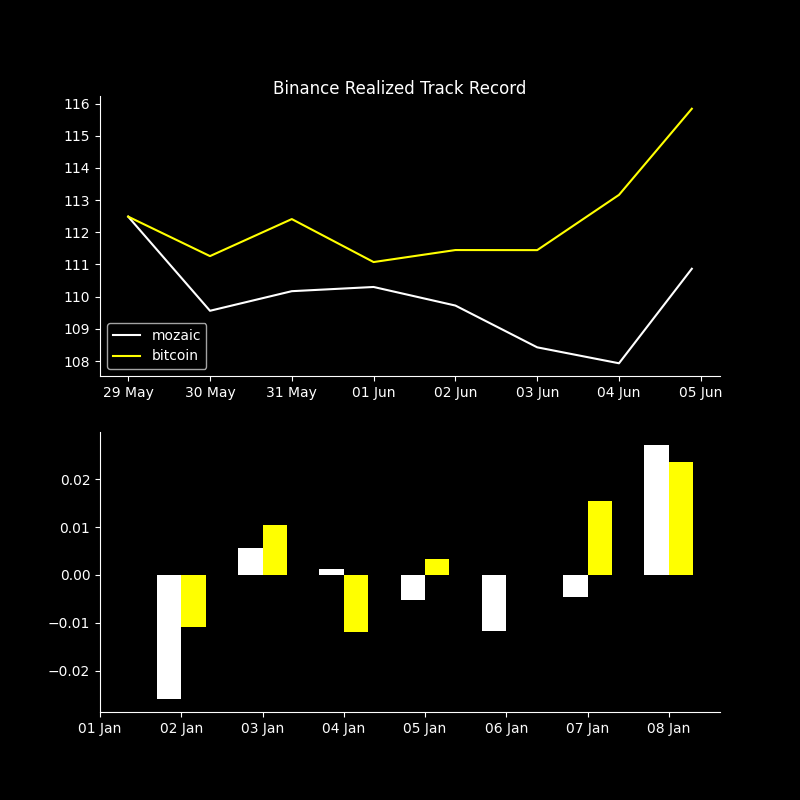 Binance Realized Track Record
116
115
114
113
112
111
110
109
108
mozaic
bitcoin
29 May 30 May 31 May 01 Jun 02 Jun 03 Jun 04 Jun 05 Jun
0.02
0.01
0.00
−0.01
−0.02
01 Jan 02 Jan 03 Jan 04 Jan 05 Jan 06 Jan 07 Jan 08 Jan